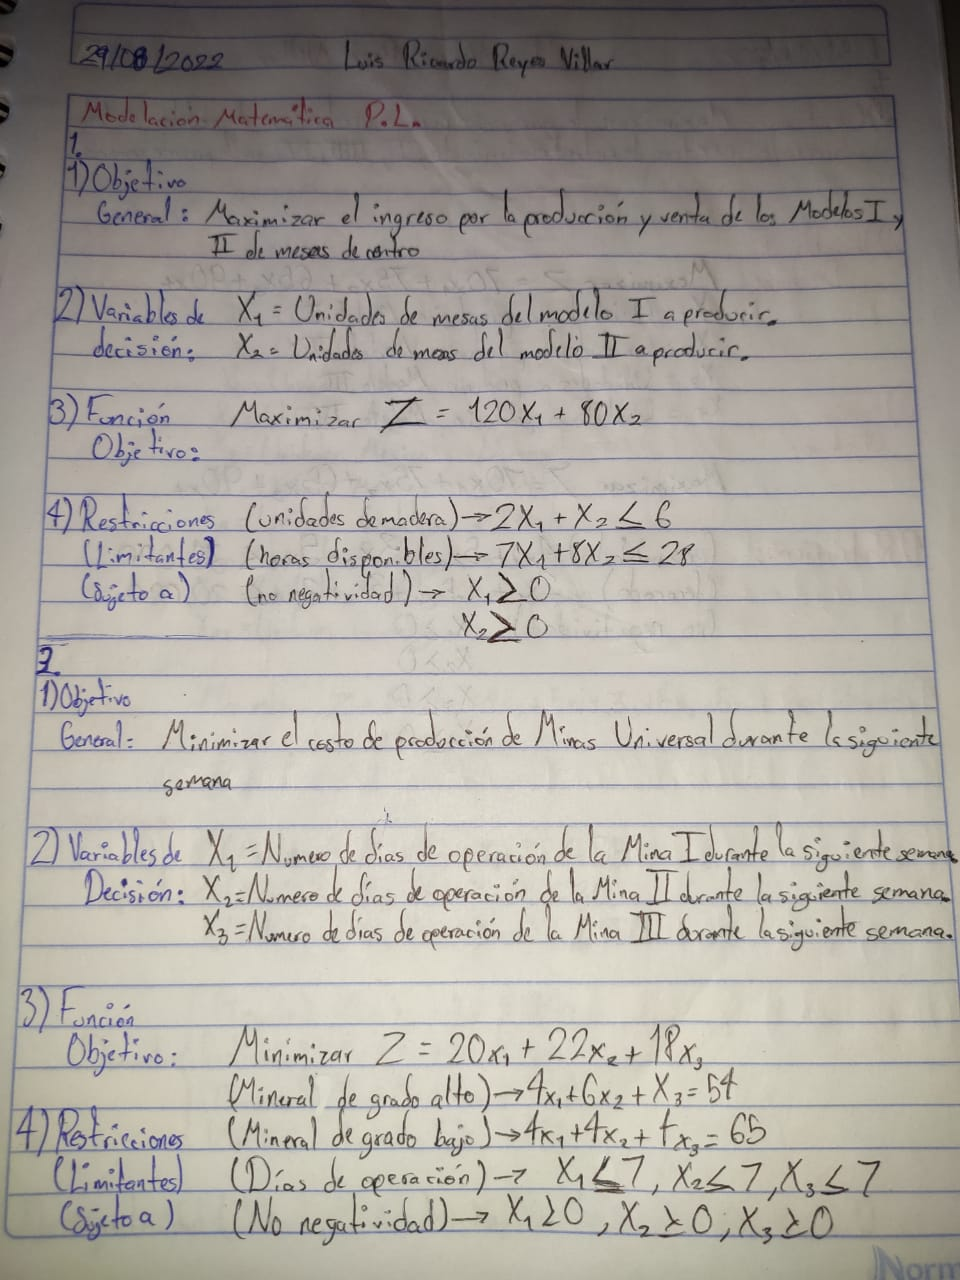 29/08/2022 Luis Ricardo Reyes Villar
Modelación Matemática P.L.
1.
1) Objetivo
General: Maximizar el ingreso por la producción y venta de los Modelos I y
II de mesas de centro
2) Variables de X₁ = Unidades de mesas del modelo I a producir.
decisión: X₂ = Unidades de mesas del modelo II a producir.
3) Función Maximizar Z = 120X₁ + 80X₂
Objetivo:
4) Restricciones (unidades de madera) → 2X₁ + X₂ ≤ 6
(Limitantes) (horas disponibles) → 7X₁ + 8X₂ ≤ 28
(Sujeto a) (no negatividad) → X₁ ≥ 0
X₂ ≥ 0
2.
1) Objetivo
General: Minimizar el costo de producción de Minas Universal durante la siguiente
semana
2) Variables de X₁ = Numero de días de operación de la Mina I durante la siguiente semana
Decisión: X₂ = Numero de días de operación de la Mina II durante la siguiente semana.
X₃ = Numero de días de operación de la Mina III durante la siguiente semana.
3) Función
Objetivo: Minimizar Z = 20x₁ + 22x₂ + 18x₃
(Mineral de grado alto) → 4x₁ + 6x₂ + X₃ = 54
4) Restricciones (Mineral de grado bajo) → 4x₁ + 4x₂ + x₃ = 65
(Limitantes) (Días de operación) → X₁ ≤ 7, X₂ ≤ 7, X₃ ≤ 7
(Sujeto a) (No negatividad) → X₁ ≥ 0, X₂ ≥ 0, X₃ ≥ 0
Norm